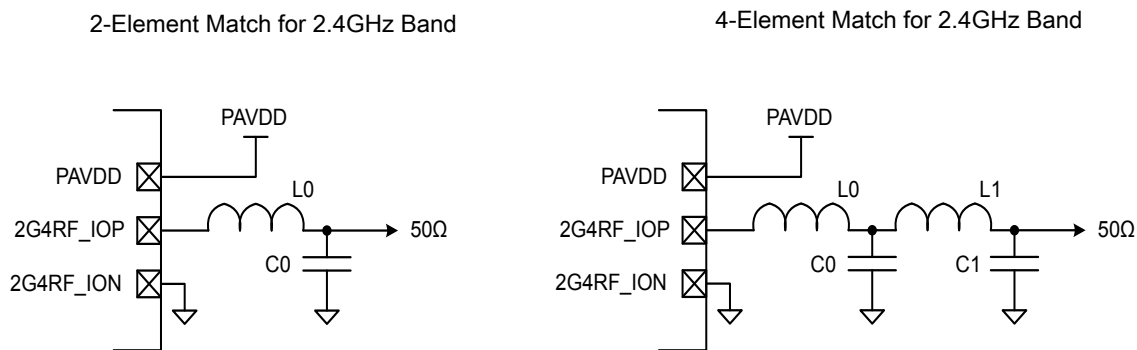 2-Element Match for 2.4GHz Band
PAVDD
PAVDD
L0
2G4RF_IOP
50Ω
C0
2G4RF_ION
4-Element Match for 2.4GHz Band
PAVDD
PAVDD
L0
L1
2G4RF_IOP
50Ω
C0
C1
2G4RF_ION